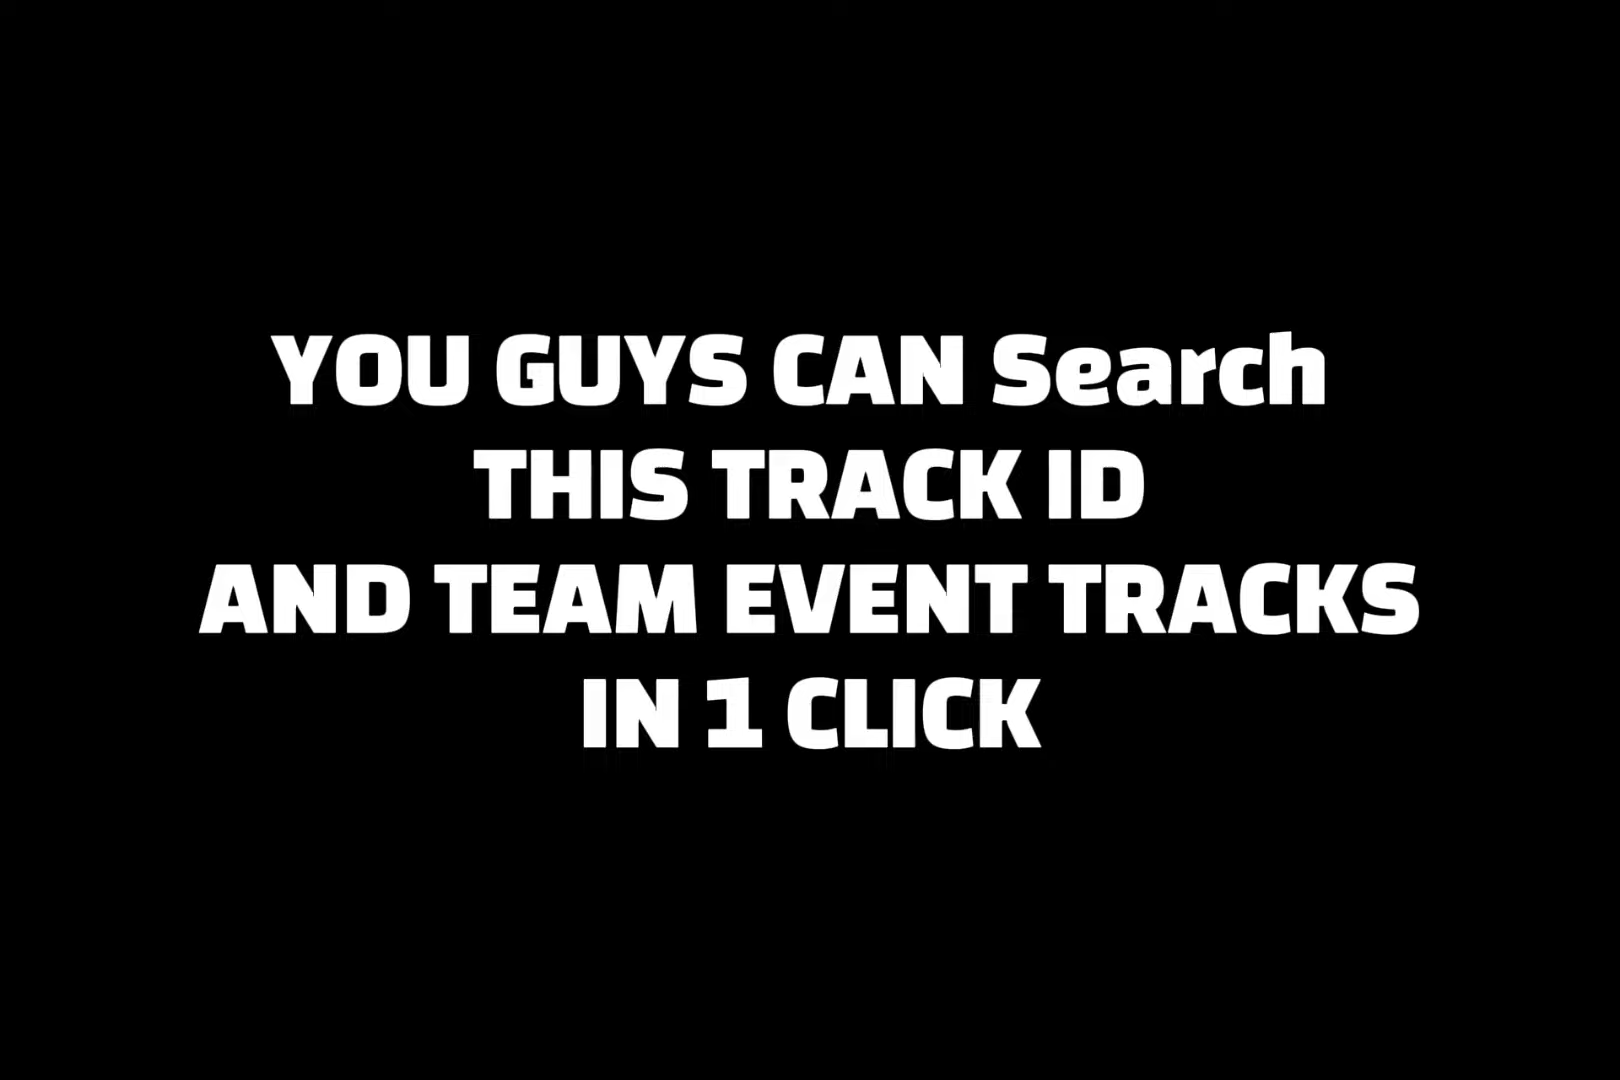 YOU GUYS CAN Search
THIS TRACK ID
AND TEAM EVENT TRACKS
IN 1 CLICK